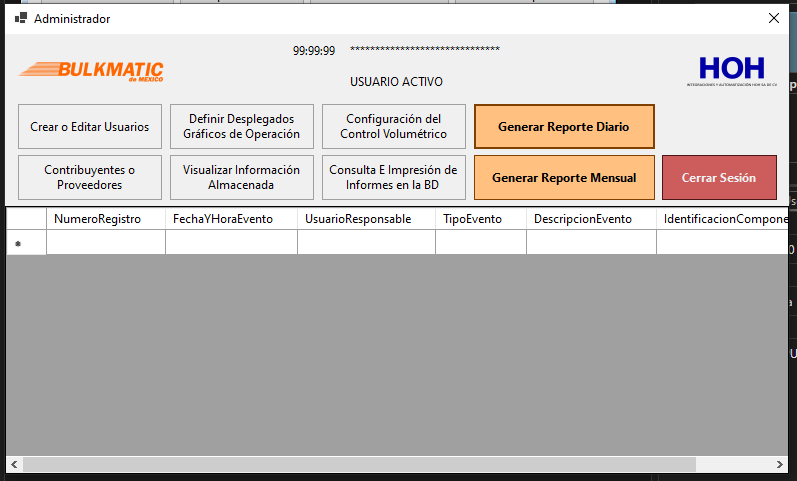 Administrador
99:99:99 ******************************
BULKMATIC
de MÉXICO
USUARIO ACTIVO
HOH
INTEGRACIONES Y AUTOMATIZACIÓN HOH SA DE CV
Crear o Editar Usuarios
Definir Desplegados
Gráficos de Operación
Configuración del
Control Volumétrico
Generar Reporte Diario
Contribuyentes o
Proveedores
Visualizar Información
Almacenada
Consulta E Impresión de
Informes en la BD
Generar Reporte Mensual
Cerrar Sesión
NumeroRegistro FechaYHoraEvento UsuarioResponsable TipoEvento DescripcionEvento IdentificacionCompone